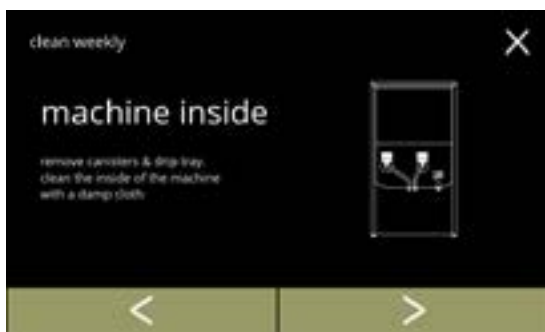 clean weekly
machine inside
remove canisters & drip tray.
clean the inside of the machine
with a damp cloth